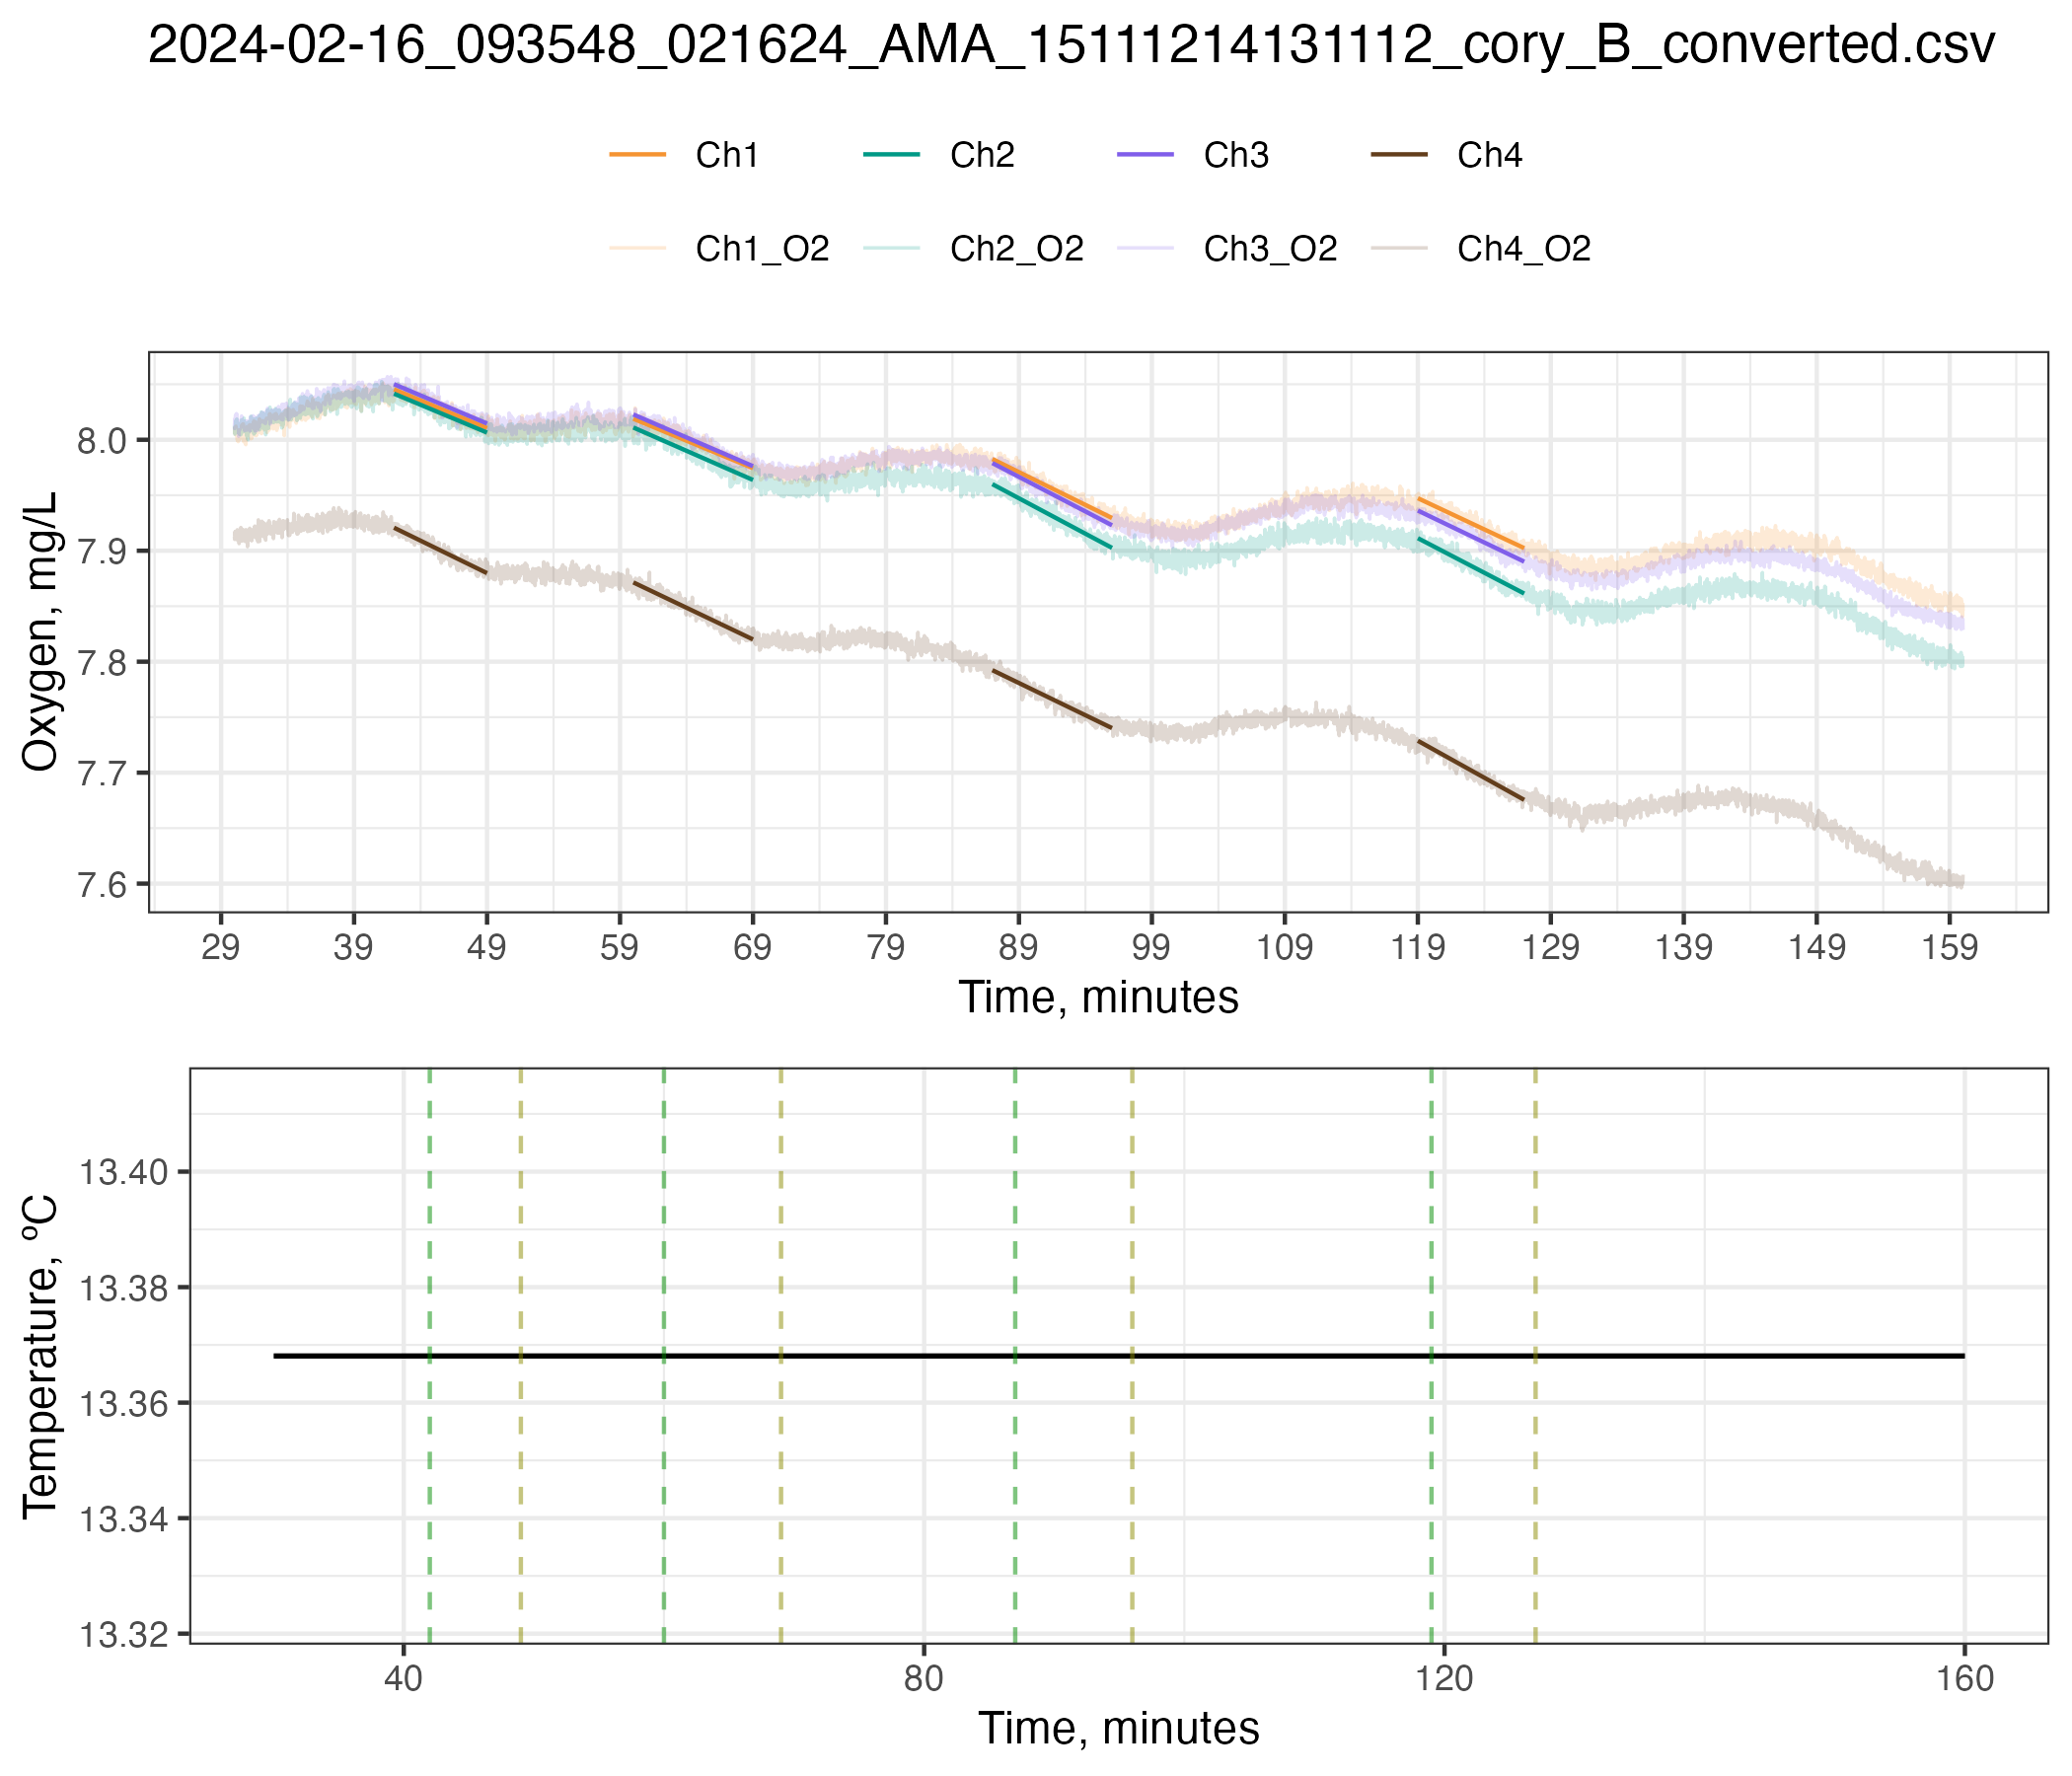 2024-02-16_093548_021624_AMA_15111214131112_cory_B_converted.csv
Ch1 Ch2 Ch3 Ch4
Ch1_O2 Ch2_O2 Ch3_O2 Ch4_O2
Oxygen, mg/L
8.0
7.9
7.8
7.7
7.6
29 39 49 59 69 79 89 99 109 119 129 139 149 159
Time, minutes
Temperature, ºC
13.40
13.38
13.36
13.34
13.32
40 80 120 160
Time, minutes